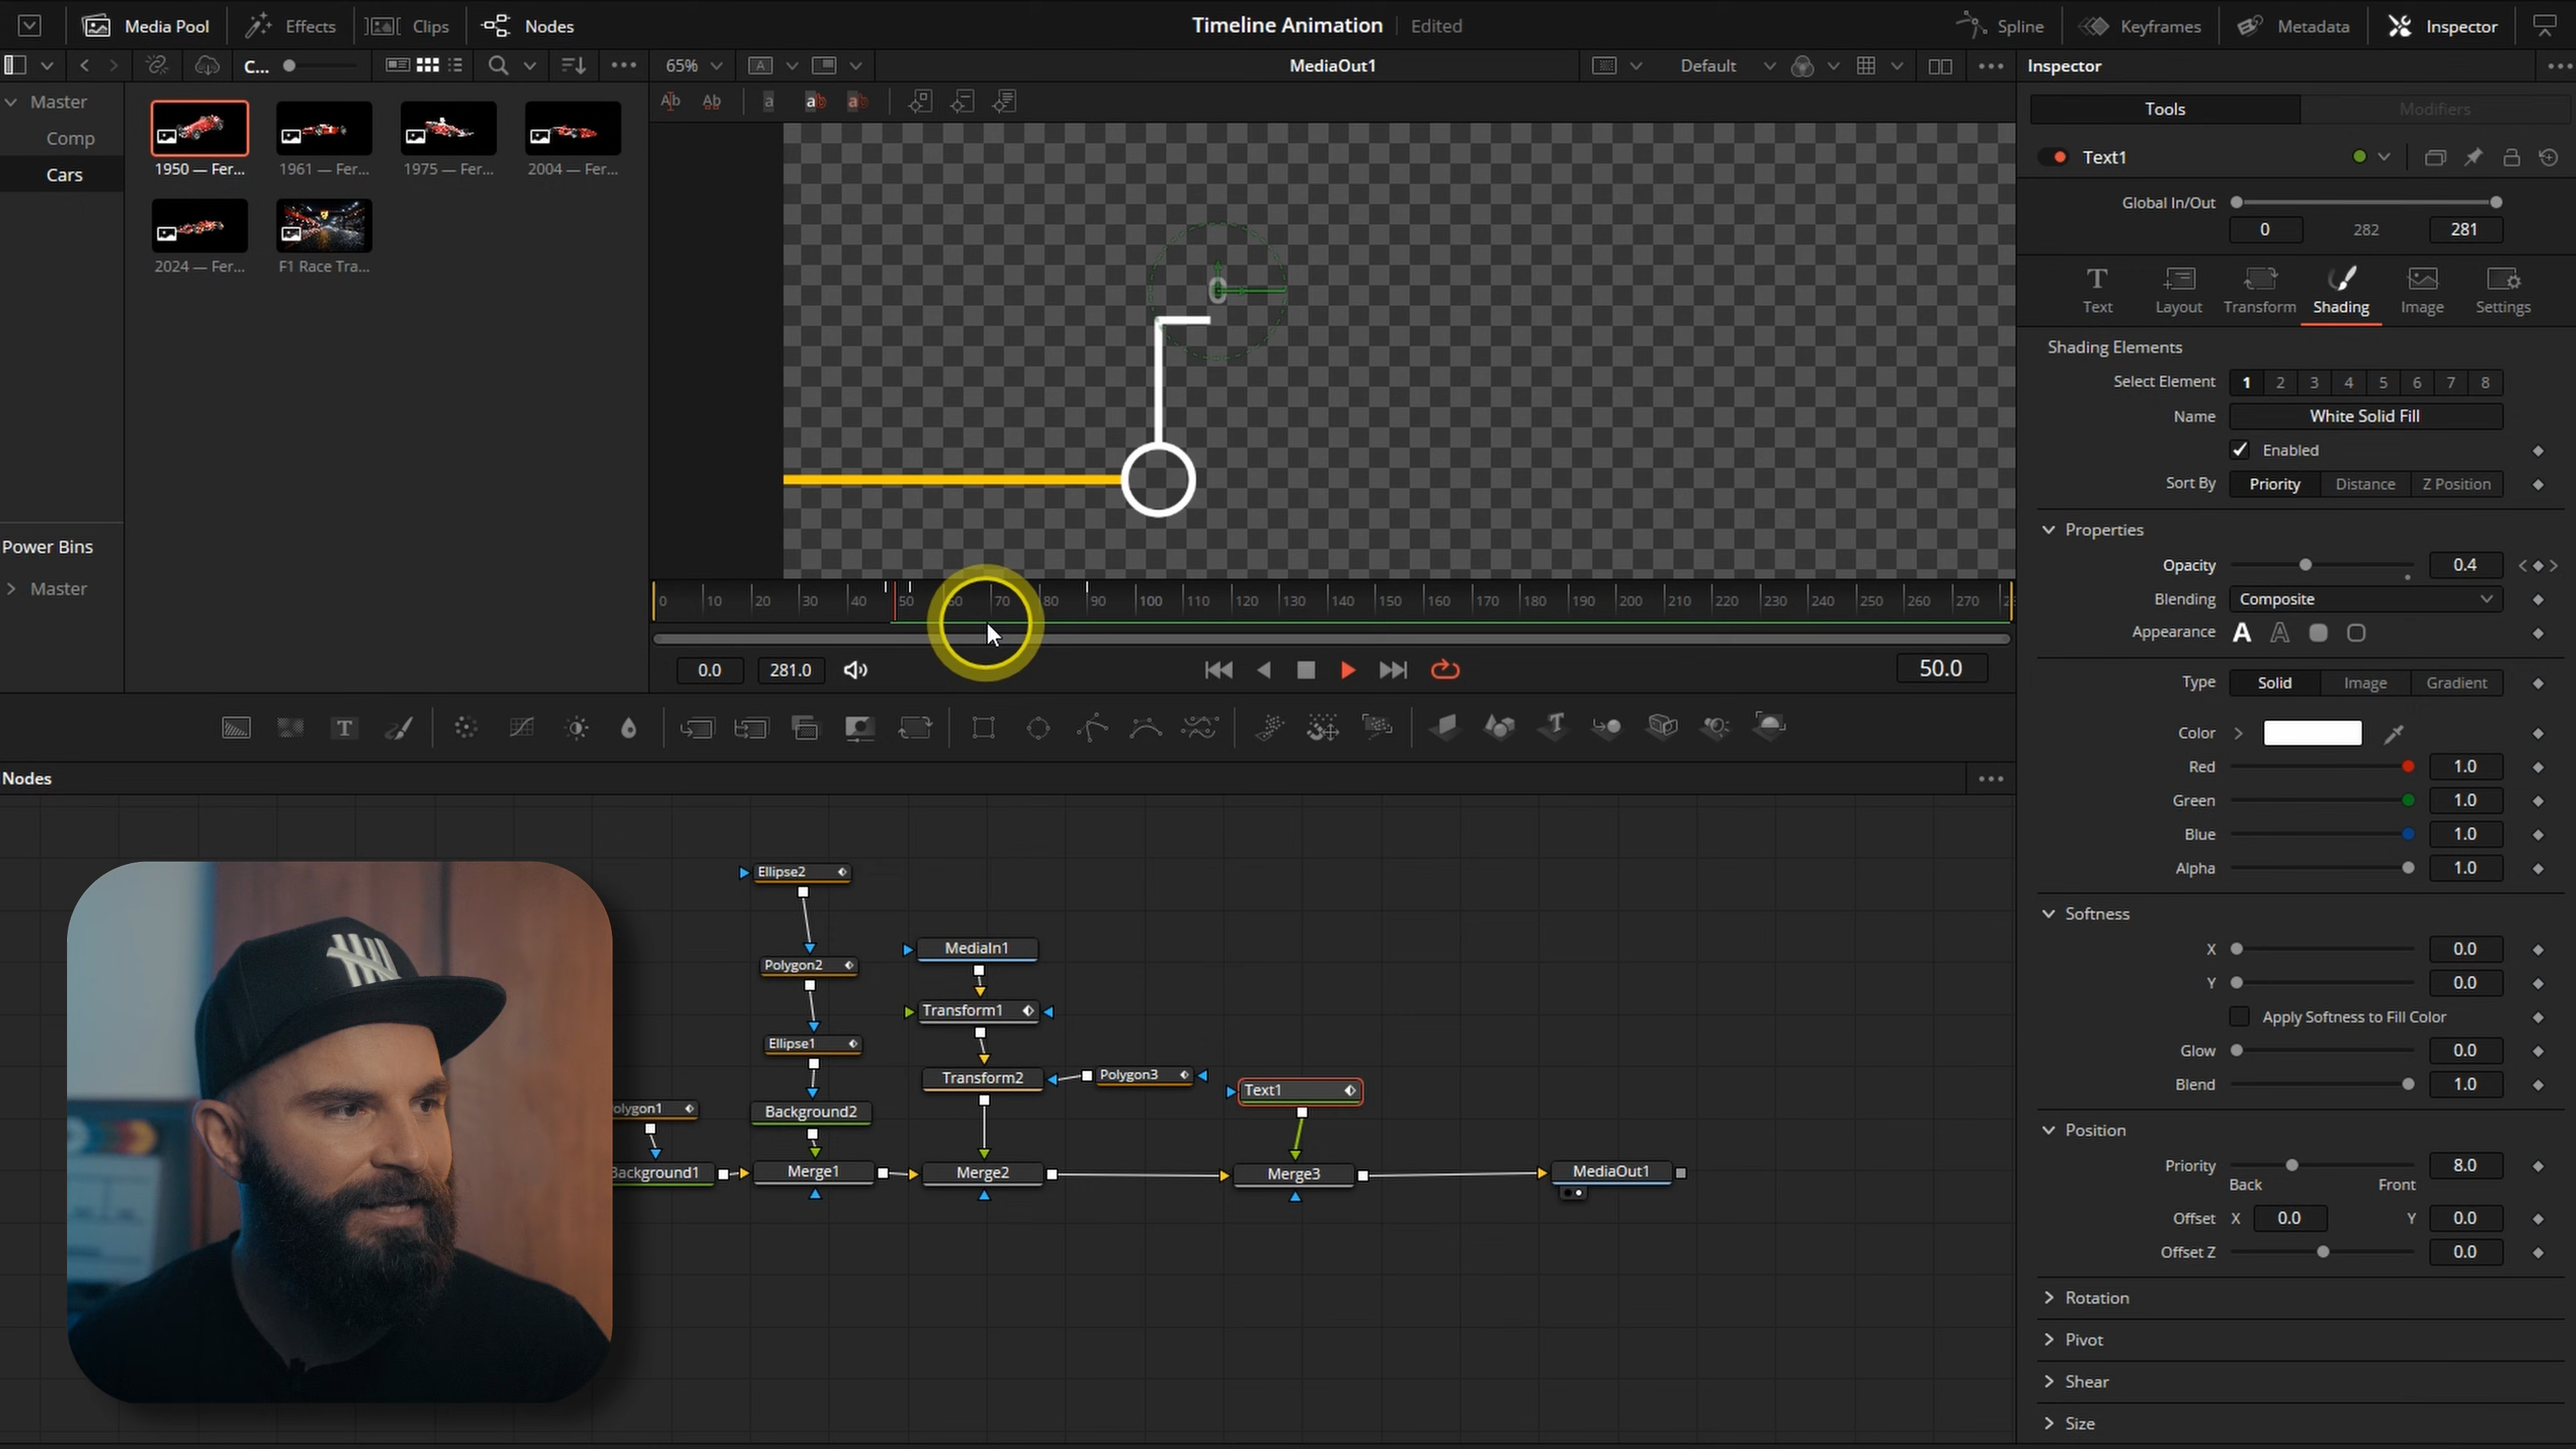 Media Pool Effects Clips Nodes Timeline Animation Edited Spline Keyframes Metadata Inspector
C... 65% A MediaOut1 Default Inspector
Master
Comp
Cars
1950 — Fer... 1961 — Fer... 1975 — Fer... 2004 — Fer...
2024 — Fer... F1 Race Tra...
Power Bins
Master
0
0 10 20 30 40 50 60 70 80 90 100 110 120 130 140 150 160 170 180 190 200 210 220 230 240 250 260 270
0.0 281.0 50.0
Nodes
Ellipse2
Polygon2
Ellipse1
Background2
MediaIn1
Transform1
Transform2
Polygon3
Text1
olygon1
Background1 Merge1 Merge2 Merge3 MediaOut1
Tools Modifiers
Text1
Global In/Out
0 282 281
Text Layout Transform Shading Image Settings
Shading Elements
Select Element 1 2 3 4 5 6 7 8
Name White Solid Fill
Enabled
Sort By Priority Distance Z Position
Properties
Opacity 0.4
Blending Composite
Appearance A A
Type Solid Image Gradient
Color
Red 1.0
Green 1.0
Blue 1.0
Alpha 1.0
Softness
X 0.0
Y 0.0
Apply Softness to Fill Color
Glow 0.0
Blend 1.0
Position
Priority 8.0
Back Front
Offset X 0.0 Y 0.0
Offset Z 0.0
Rotation
Pivot
Shear
Size